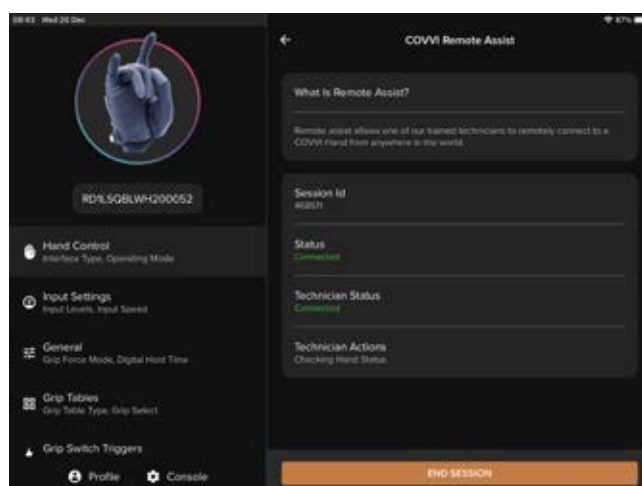 08:43 Wed 20 Dec
87%
COVVI Remote Assist
RD1LSQBLWH200052
Hand Control
Interface Type, Operating Mode
Input Settings
Input Levels, Input Speed
General
Grip Force Mode, Digital Hold Time
Grip Tables
Grip Table Type, Grip Select
Grip Switch Triggers
Profile
Console
What Is Remote Assist?
Remote assist allows one of our trained technicians to remotely connect to a
COVVI Hand from anywhere in the world.
Session Id
Status
Connected
Technician Status
Connected
Technician Actions
Checking Hand Status
END SESSION